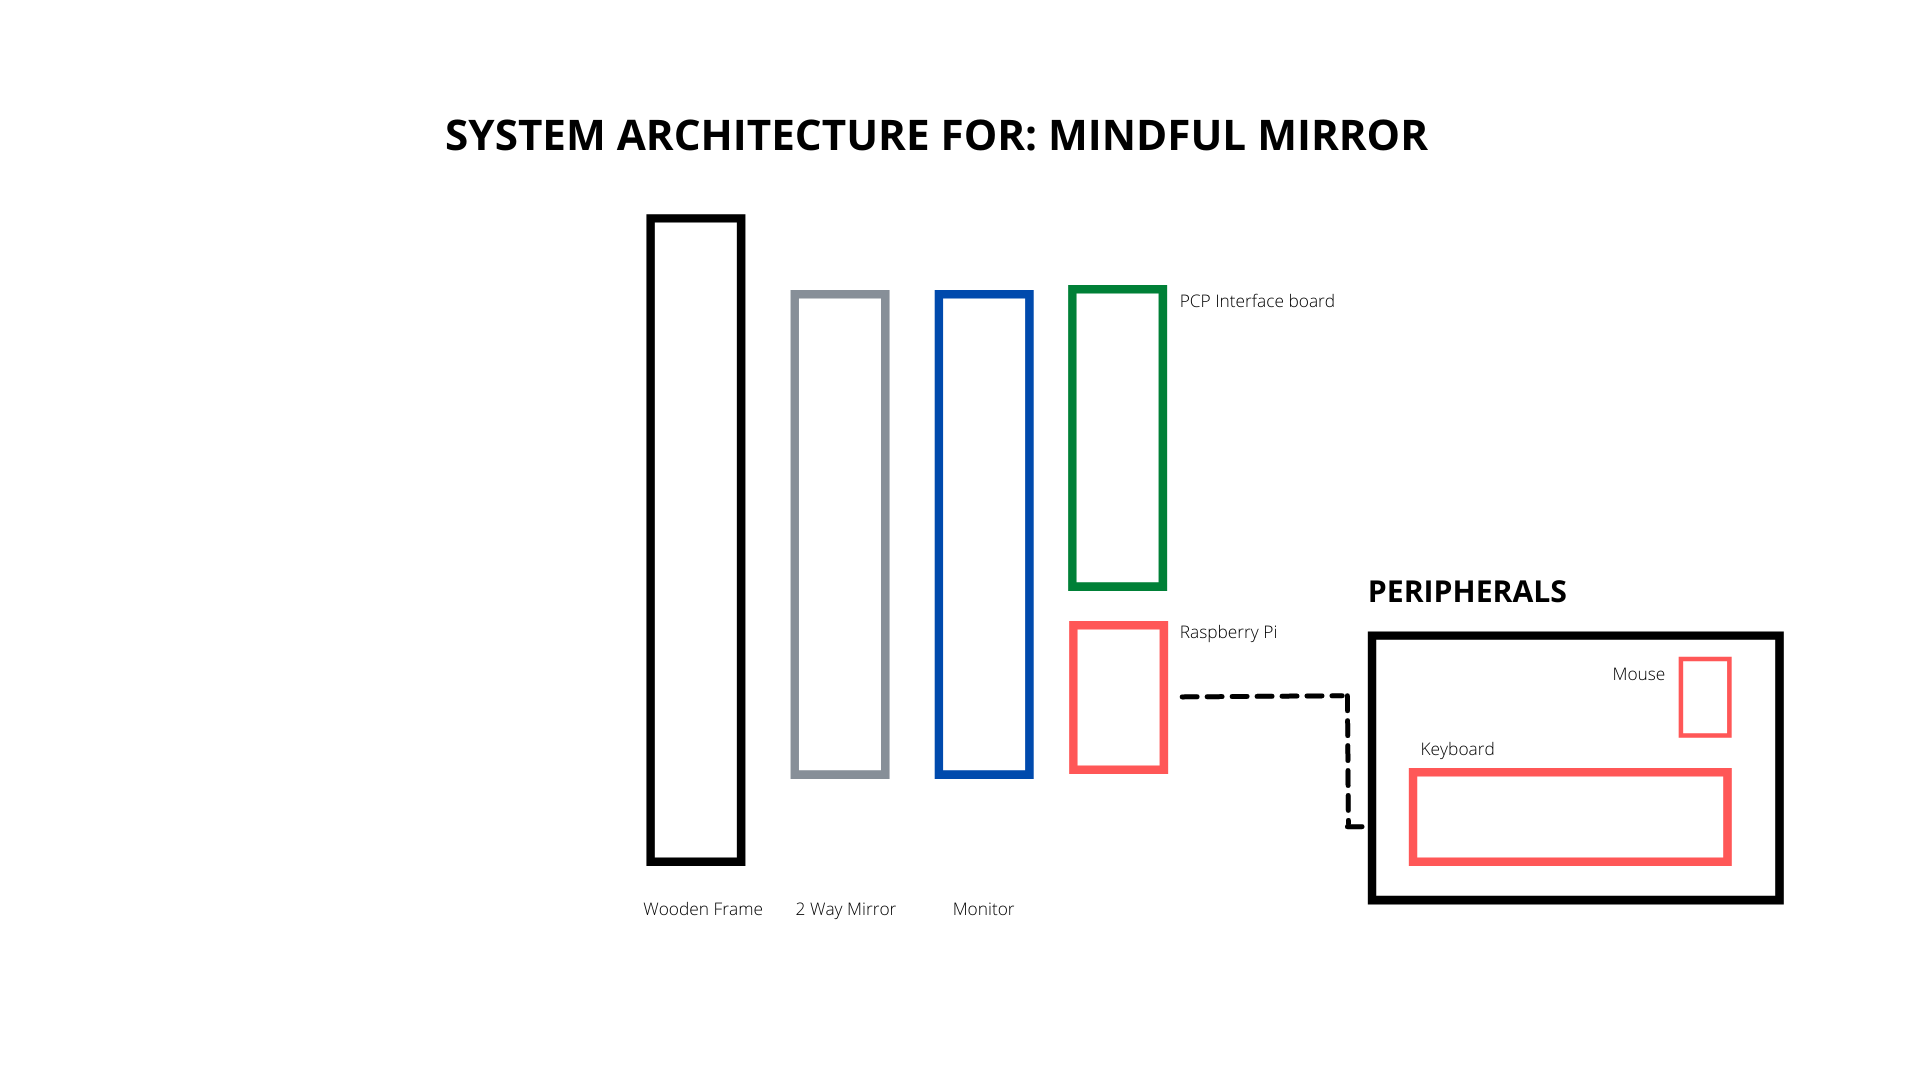 SYSTEM ARCHITECTURE FOR: MINDFUL MIRROR
PCP Interface board
Raspberry Pi
PERIPHERALS
Mouse
Keyboard
Wooden Frame
2 Way Mirror
Monitor